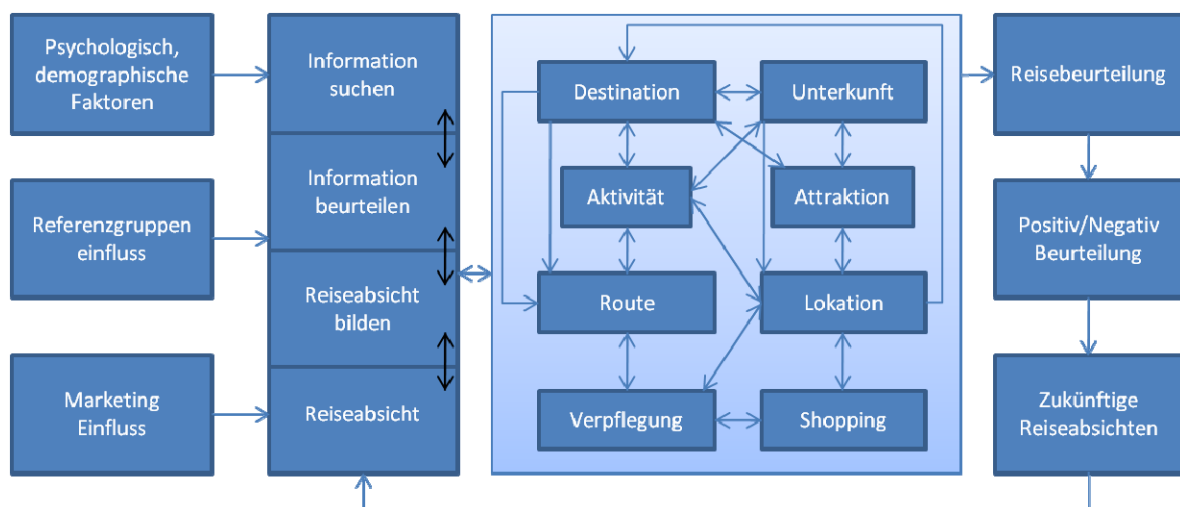 Psychologisch,
demographische
Faktoren
Referenzgruppen
einfluss
Marketing
Einfluss
Information
suchen
Information
beurteilen
Reiseabsicht
bilden
Reiseabsicht
Destination
Unterkunft
Aktivität
Attraktion
Route
Lokation
Verpflegung
Shopping
Reisebeurteilung
Positiv/Negativ
Beurteilung
Zukünftige
Reiseabsichten